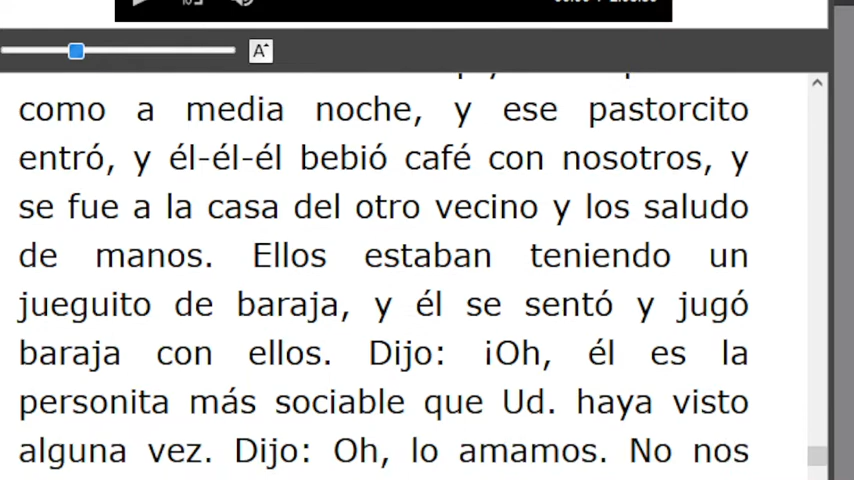 A
como a media noche, y ese pastorcito
entró, y él-él-él bebió café con nosotros, y
se fue a la casa del otro vecino y los saludo
de manos. Ellos estaban teniendo un
jueguito de baraja, y él se sentó y jugó
baraja con ellos. Dijo: ¡Oh, él es la
personita más sociable que Ud. haya visto
alguna vez. Dijo: Oh, lo amamos. No nos